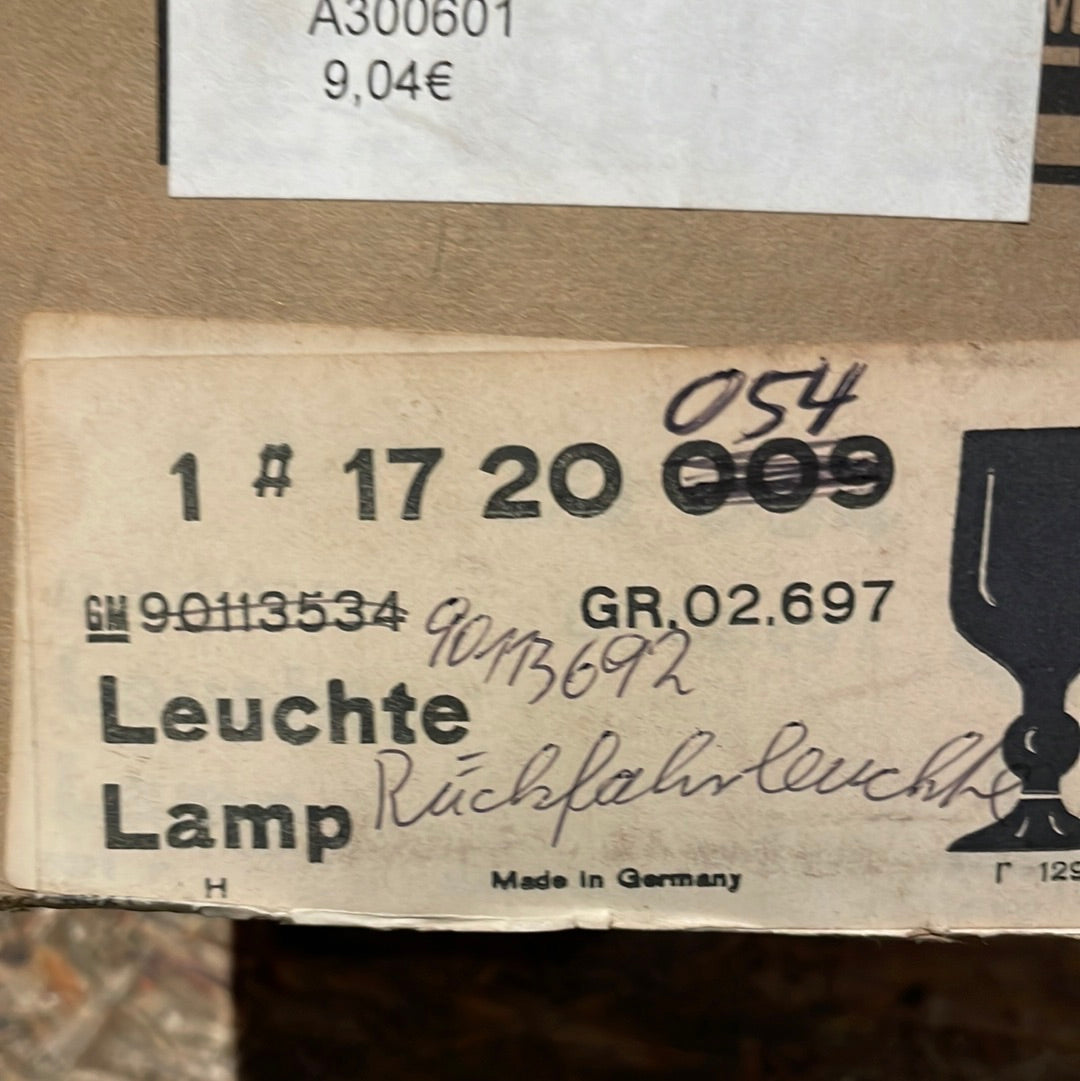 A300601
9,04€
054
1 # 17 20 009
GM 90113534 GR.02.697
90113692
Leuchte
Rückfahrleuchte
Lamp
H Made in Germany 129